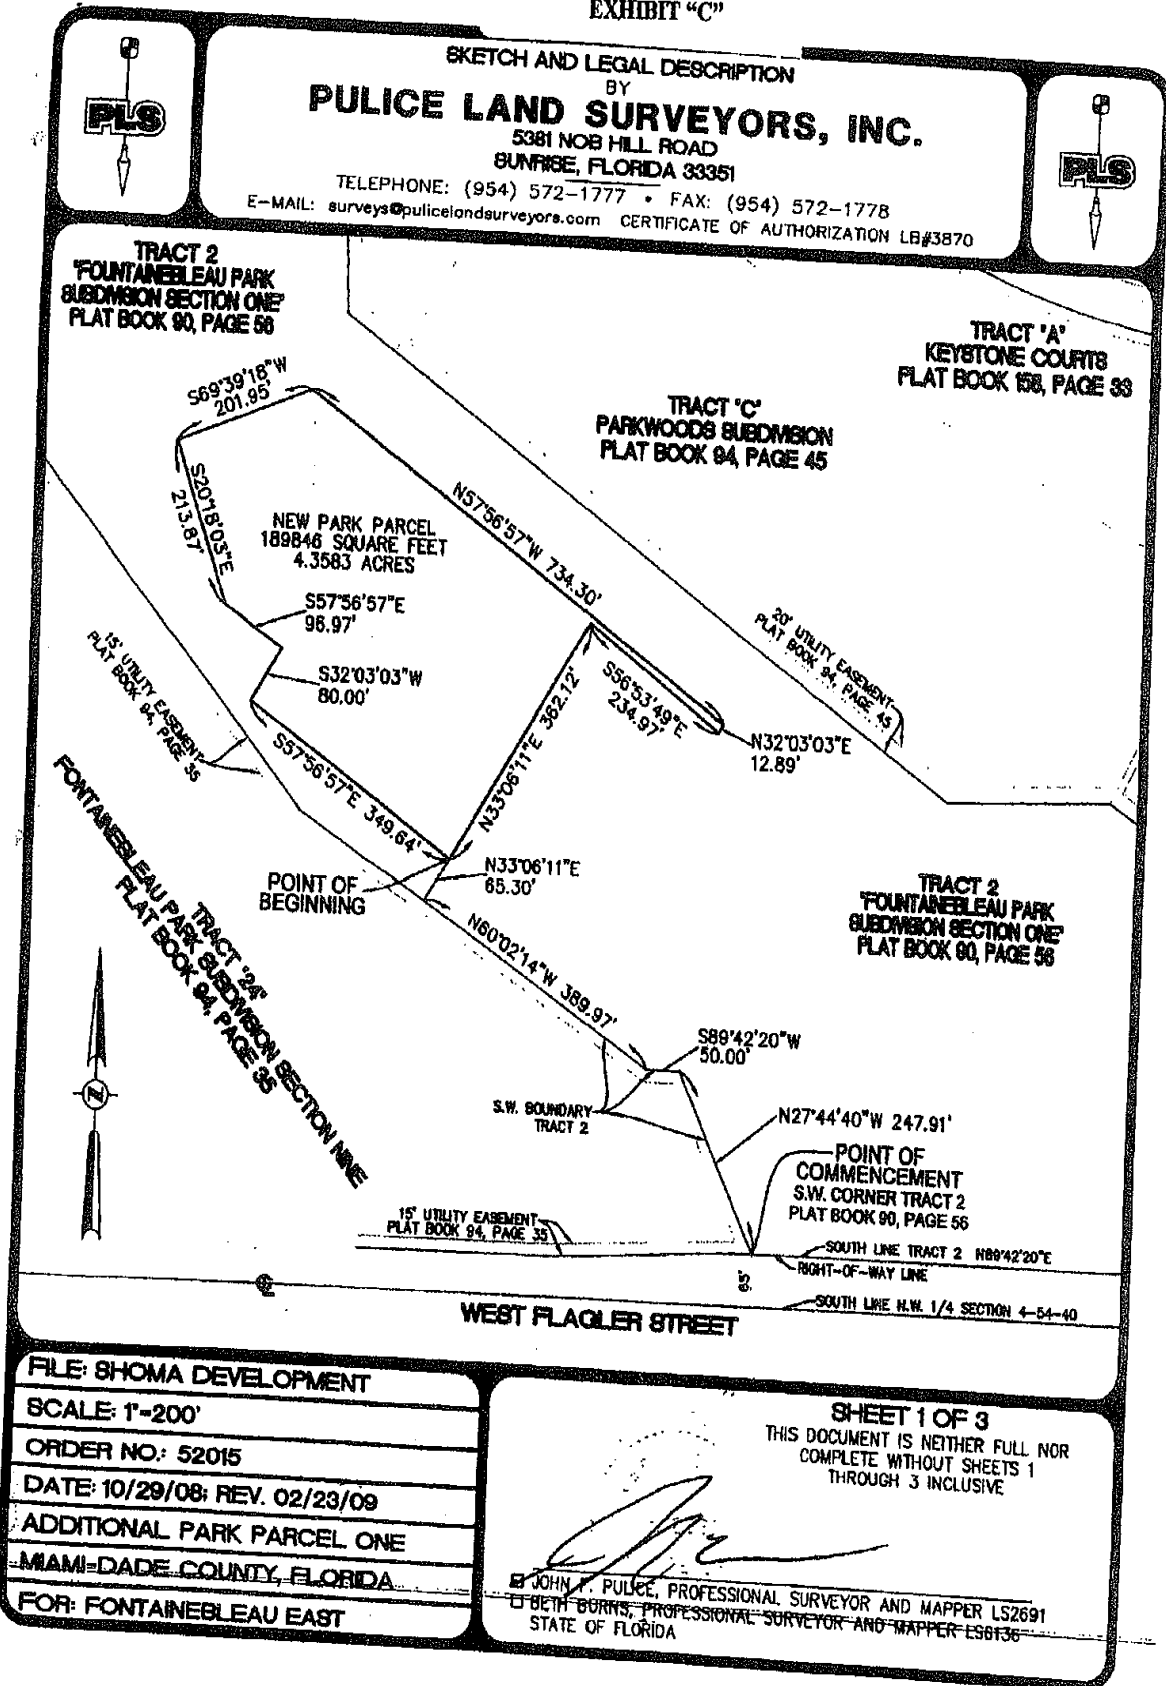 EXHIBIT “C”
SKETCH AND LEGAL DESCRIPTION
BY
PULICE LAND SURVEYORS, INC.
5381 NOB HILL ROAD
SUNRISE, FLORIDA 33351
TELEPHONE: (954) 572-1777 • FAX: (954) 572-1778
E-MAIL: surveys@pulicelandsurveyors.com CERTIFICATE OF AUTHORIZATION LB#3870
PLS
PLS
TRACT 2
"FOUNTAINEBLEAU PARK
SUBDIVISION SECTION ONE"
PLAT BOOK 90, PAGE 56
TRACT "A"
KEYSTONE COURTS
PLAT BOOK 158, PAGE 33
TRACT "C"
PARKWOODS SUBDIVISION
PLAT BOOK 94, PAGE 45
S69°39'18"W
201.95'
S20°18'03"E
213.87'
N57°56'57"W 734.30'
NEW PARK PARCEL
189846 SQUARE FEET
4.3583 ACRES
S57°56'57"E
96.97'
S32°03'03"W
80.00'
20' UTILITY EASEMENT
PLAT BOOK 94, PAGE 45
15' UTILITY EASEMENT
PLAT BOOK 94, PAGE 35
S56°53'49"E
234.97'
N32°03'03"E
12.89'
N33°06'11"E 362.12'
S57°56'57"E 349.64'
POINT OF
BEGINNING
N33°06'11"E
65.30'
FONTAINEBLEAU PARK SUBDIVISION SECTION NINE
TRACT "24"
PLAT BOOK 94, PAGE 35
TRACT 2
"FOUNTAINEBLEAU PARK
SUBDIVISION SECTION ONE"
PLAT BOOK 90, PAGE 56
N60°02'14"W 389.97'
S89°42'20"W
50.00'
S.W. BOUNDARY
TRACT 2
N27°44'40"W 247.91'
POINT OF
COMMENCEMENT
S.W. CORNER TRACT 2
PLAT BOOK 90, PAGE 56
15' UTILITY EASEMENT
PLAT BOOK 94, PAGE 35
SOUTH LINE TRACT 2 N89°42'20"E
RIGHT-OF-WAY LINE
65'
SOUTH LINE N.W. 1/4 SECTION 4-54-40
WEST FLAGLER STREET
FILE: SHOMA DEVELOPMENT
SCALE: 1"=200'
ORDER NO.: 52015
DATE: 10/29/08; REV. 02/23/09
ADDITIONAL PARK PARCEL ONE
MIAMI-DADE COUNTY, FLORIDA
FOR: FONTAINEBLEAU EAST
SHEET 1 OF 3
THIS DOCUMENT IS NEITHER FULL NOR
COMPLETE WITHOUT SHEETS 1
THROUGH 3 INCLUSIVE
JOHN F. PULICE, PROFESSIONAL SURVEYOR AND MAPPER LS2691
BETH BURNS, PROFESSIONAL SURVEYOR AND MAPPER LS6136
STATE OF FLORIDA